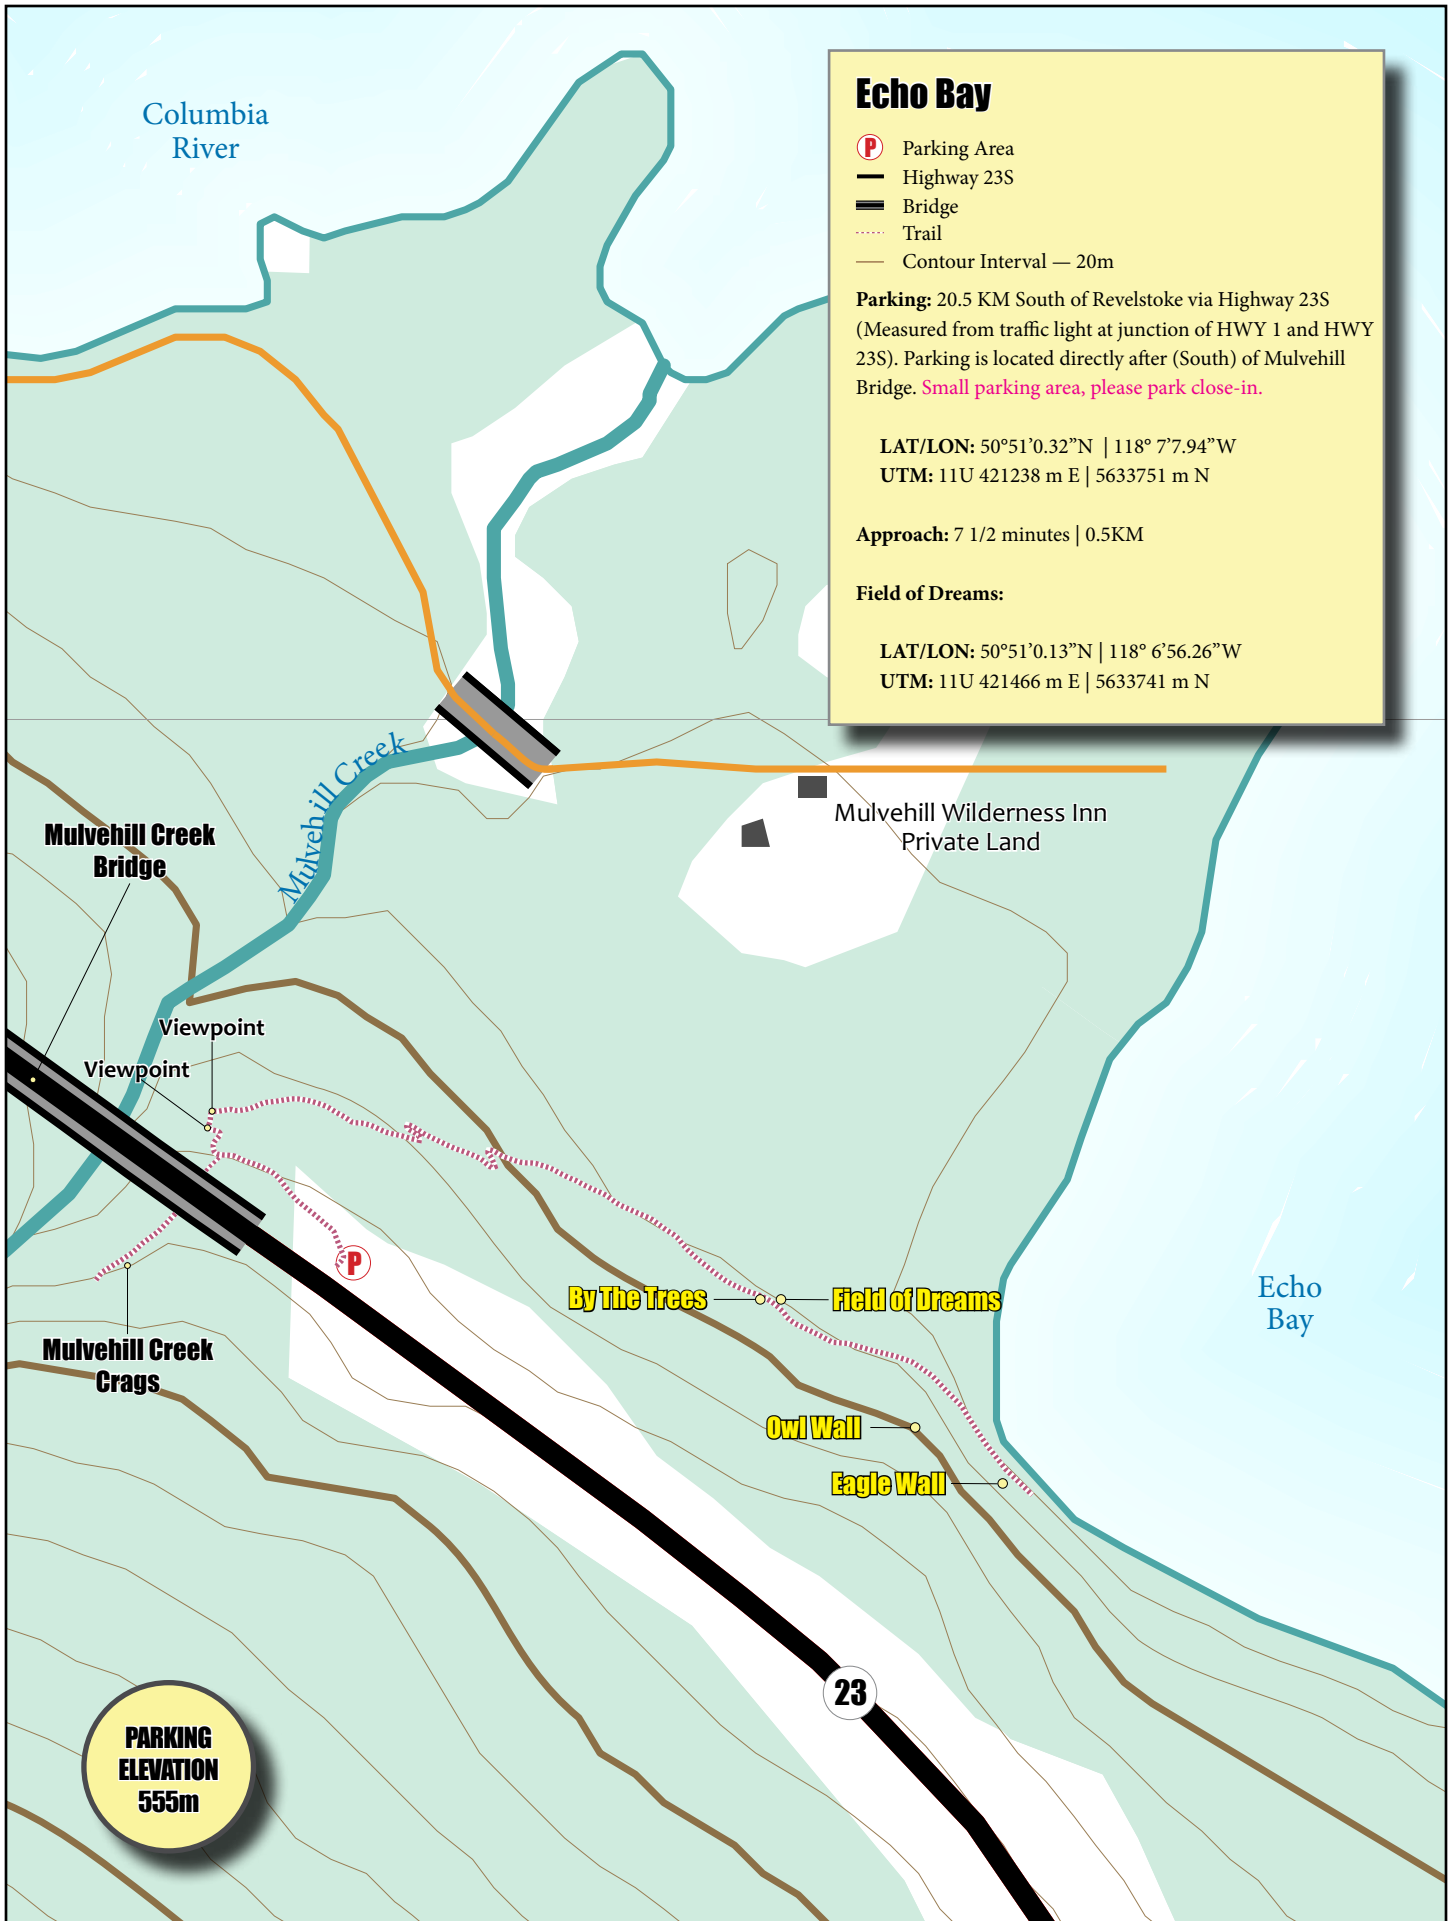 Columbia
River
Echo Bay
P Parking Area
Highway 23S
Bridge
Trail
Contour Interval — 20m
Parking: 20.5 KM South of Revelstoke via Highway 23S
(Measured from traffic light at junction of HWY 1 and HWY
23S). Parking is located directly after (South) of Mulvehill
Bridge. Small parking area, please park close-in.
LAT/LON: 50°51'0.32”N | 118° 7'7.94”W
UTM: 11U 421238 m E | 5633751 m N
Approach: 7 1/2 minutes | 0.5KM
Field of Dreams:
LAT/LON: 50°51'0.13”N | 118° 6'56.26”W
UTM: 11U 421466 m E | 5633741 m N
Mulvehill Creek
Mulvehill Wilderness Inn
Private Land
Mulvehill Creek
Bridge
Viewpoint
Viewpoint
P
By The Trees
Field of Dreams
Echo
Bay
Mulvehill Creek
Crags
Owl Wall
Eagle Wall
23
PARKING
ELEVATION
555m